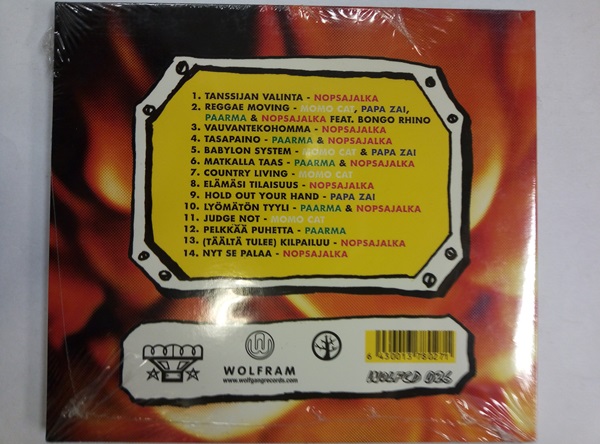 1. TANSSIJAN VALINTA - NOPSAJALKA
2. REGGAE MOVING - MOMO CAT, PAPA ZAI,
PAARMA & NOPSAJALKA FEAT. BONGO RHINO
3. VAUVANTEKOHOMMA - NOPSAJALKA
4. TASAPAINO - PAARMA & NOPSAJALKA
5. BABYLON SYSTEM - MOMO CAT & PAPA ZAI
6. MATKALLA TAAS - PAARMA & NOPSAJALKA
7. COUNTRY LIVING - MOMO CAT
8. ELÄMÄSI TILAISUUS - NOPSAJALKA
9. HOLD OUT YOUR HAND - PAPA ZAI
10. LYÖMÄTÖN TYYLI - PAARMA & NOPSAJALKA
11. JUDGE NOT - MOMO CAT
12. PELKKÄÄ PUHETTA - PAARMA
13. (TÄÄLTÄ TULEE) KILPAILUU - NOPSAJALKA
14. NYT SE PALAA - NOPSAJALKA
WOLFRAM
www.wolfgangrecords.com
6 430013 780271